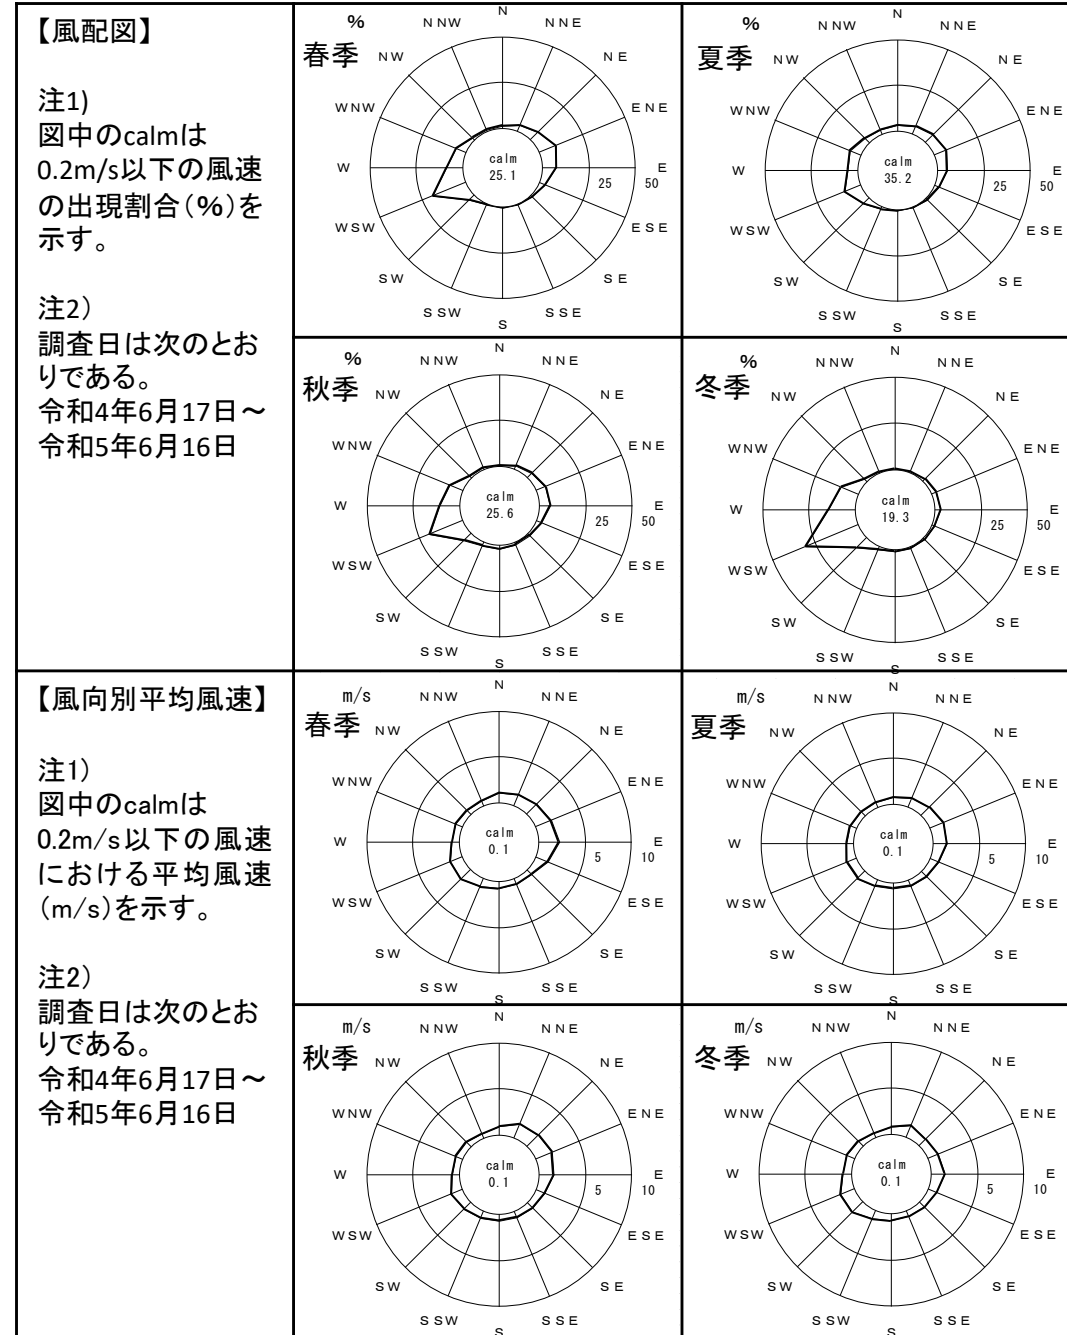 【風配図】
注1)
図中のcalmは
0.2m/s以下の風速
の出現割合（%）を
示す。
注2）
調査日は次のとお
りである。
令和4年6月17日～
令和5年6月16日
%
春季
N
NNE
NE
ENE
E
ESE
SE
SSE
S
SSW
SW
WSW
W
WNW
NW
NNW
calm
25.1
25
50
%
夏季
N
NNE
NE
ENE
E
ESE
SE
SSE
S
SSW
SW
WSW
W
WNW
NW
NNW
calm
35.2
25
50
%
秋季
N
NNE
NE
ENE
E
ESE
SE
SSE
S
SSW
SW
WSW
W
WNW
NW
NNW
calm
25.6
25
50
%
冬季
N
NNE
NE
ENE
E
ESE
SE
SSE
S
SSW
SW
WSW
W
WNW
NW
NNW
calm
19.3
25
50
【風向別平均風速】
注1）
図中のcalmは
0.2m/s以下の風速
における平均風速
（m/s）を示す。
注2）
調査日は次のとお
りである。
令和4年6月17日～
令和5年6月16日
m/s
春季
N
NNE
NE
ENE
E
ESE
SE
SSE
S
SSW
SW
WSW
W
WNW
NW
NNW
calm
0.1
5
10
m/s
夏季
N
NNE
NE
ENE
E
ESE
SE
SSE
S
SSW
SW
WSW
W
WNW
NW
NNW
calm
0.1
5
10
m/s
秋季
N
NNE
NE
ENE
E
ESE
SE
SSE
S
SSW
SW
WSW
W
WNW
NW
NNW
calm
0.1
5
10
m/s
冬季
N
NNE
NE
ENE
E
ESE
SE
SSE
S
SSW
SW
WSW
W
WNW
NW
NNW
calm
0.1
5
10